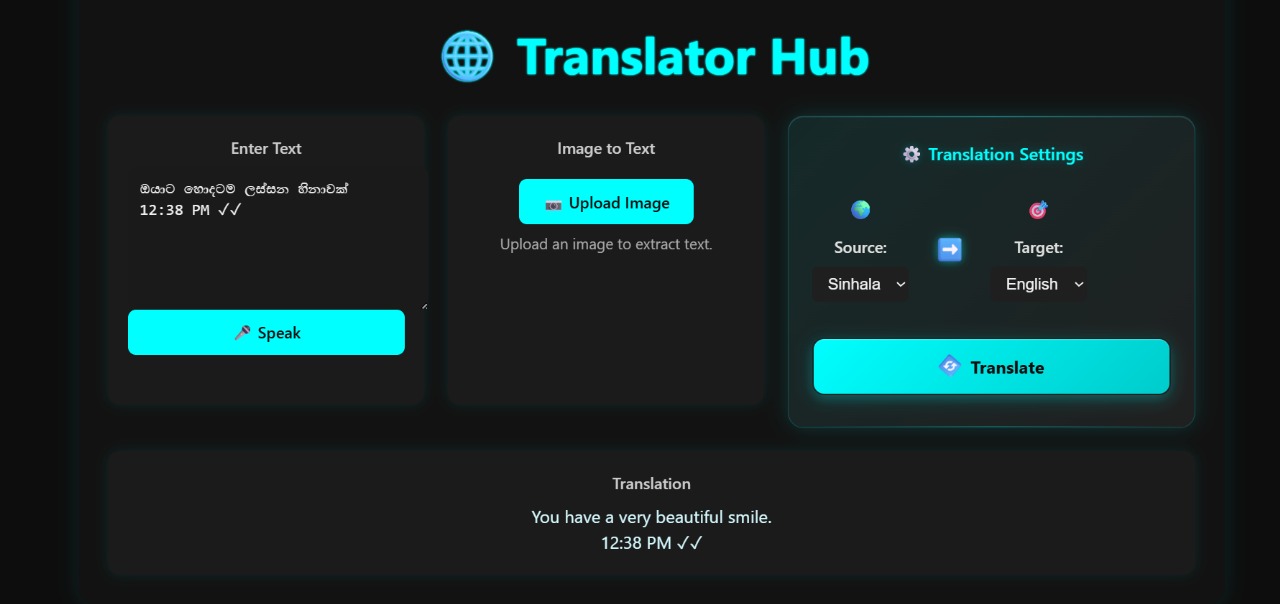 Translator Hub
Enter Text
ඔයාට හොදටම ලස්සන හිනාවක්
12:38 PM ✓✓
Speak
Image to Text
Upload Image
Upload an image to extract text.
Translation Settings
Source:
Sinhala
Target:
English
Translate
Translation
You have a very beautiful smile.
12:38 PM ✓✓